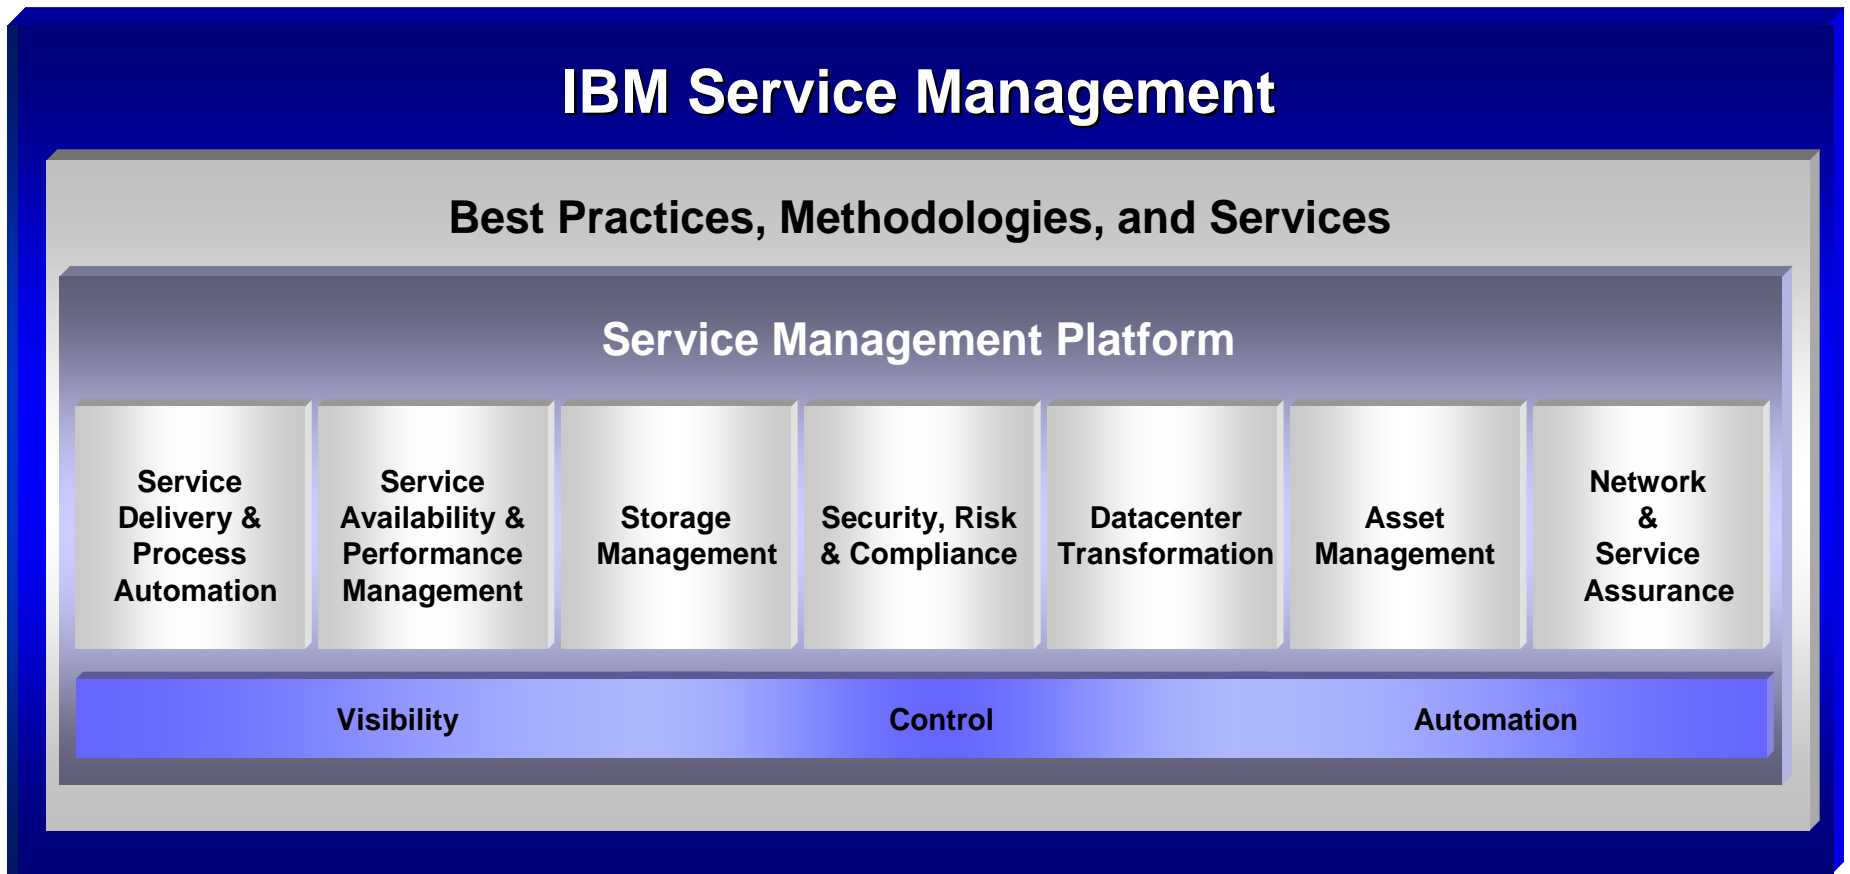 IBM Service Management
Best Practices, Methodologies, and Services
Service Management Platform
Service
Delivery &
Process
Automation
Service
Availability &
Performance
Management
Storage
Management
Security, Risk
& Compliance
Datacenter
Transformation
Asset
Management
Network
&
Service
Assurance
Visibility
Control
Automation